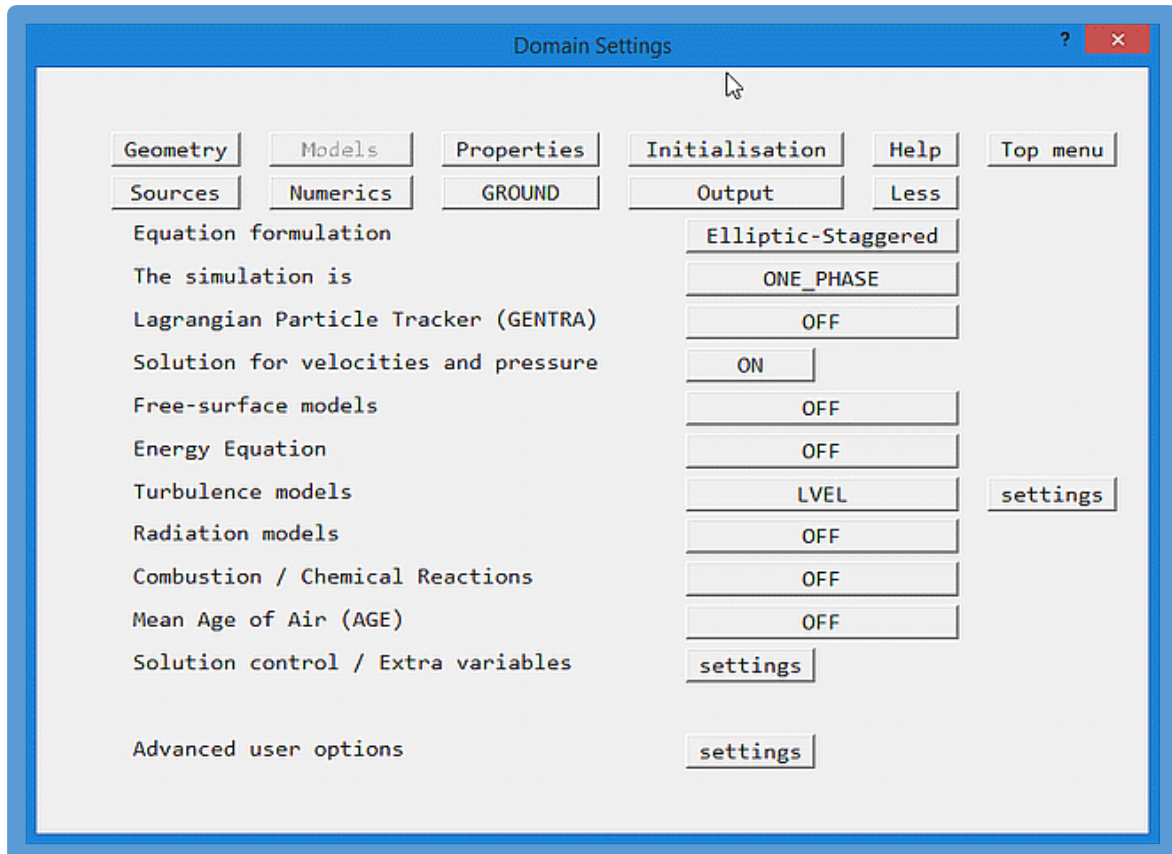 Domain Settings ?
Geometry Models Properties Initialisation Help Top menu
Sources Numerics GROUND Output Less
Equation formulation Elliptic-Staggered
The simulation is ONE_PHASE
Lagrangian Particle Tracker (GENTRA) OFF
Solution for velocities and pressure ON
Free-surface models OFF
Energy Equation OFF
Turbulence models LVEL settings
Radiation models OFF
Combustion / Chemical Reactions OFF
Mean Age of Air (AGE) OFF
Solution control / Extra variables settings
Advanced user options settings